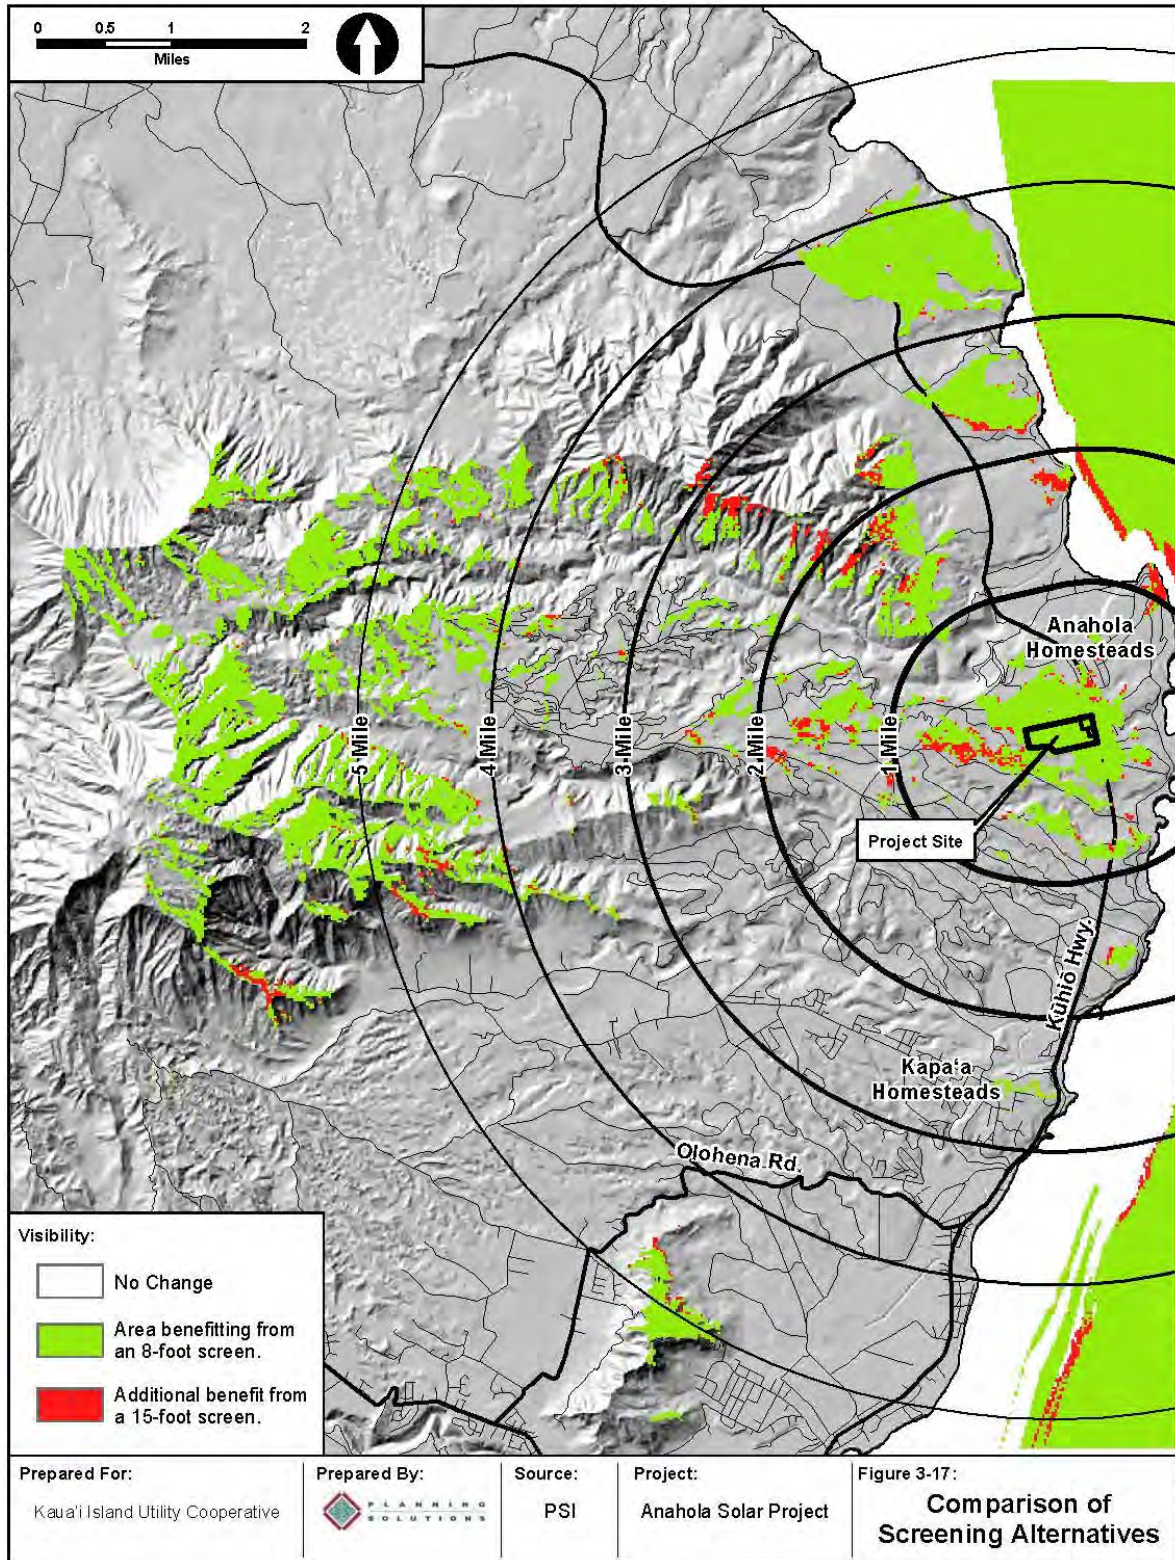 0 0.5 1 2
Miles
Anahola
Homesteads
5 Mile
4 Mile
3 Mile
2 Mile
1 Mile
Project Site
Kūhiō Hwy.
Kapa‘a
Homesteads
Olohena Rd.
Visibility:
No Change
Area benefitting from
an 8-foot screen.
Additional benefit from
a 15-foot screen.
Prepared For:
Kaua‘i Island Utility Cooperative
Prepared By:
PLANNING
SOLUTIONS
Source:
PSI
Project:
Anahola Solar Project
Figure 3-17:
Comparison of
Screening Alternatives